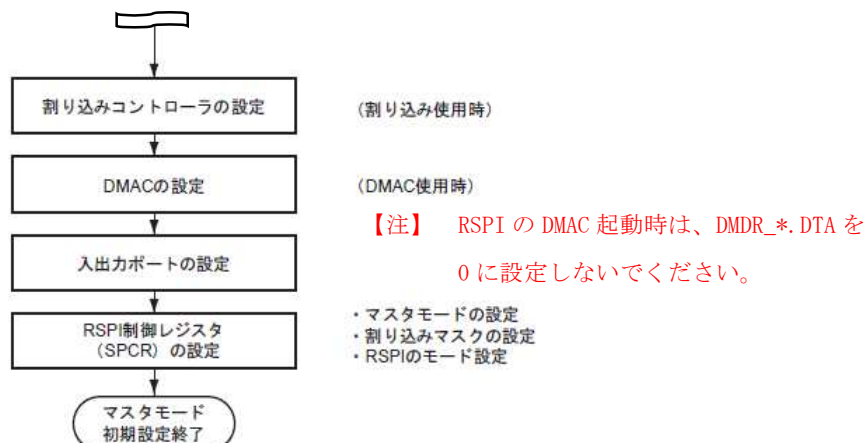 割り込みコントローラの設定
(割り込み使用時)
DMACの設定
(DMAC使用時)
【注】 RSPI の DMAC 起動時は、DMDR_*.DTA を
0 に設定しないでください。
入出力ポートの設定
RSPI制御レジスタ
(SPCR) の設定
・マスタモードの設定
・割り込みマスクの設定
・RSPIのモード設定
マスタモード
初期設定終了